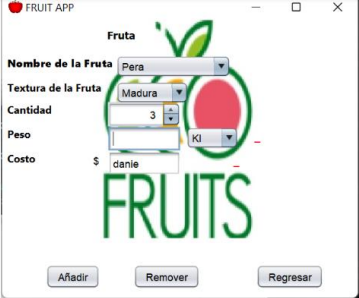 FRUIT APP
Fruta
Nombre de la Fruta Pera
Textura de la Fruta Madura
Cantidad 3
Peso Kl
Costo $ danie
FRUITS
Añadir Remover Regresar